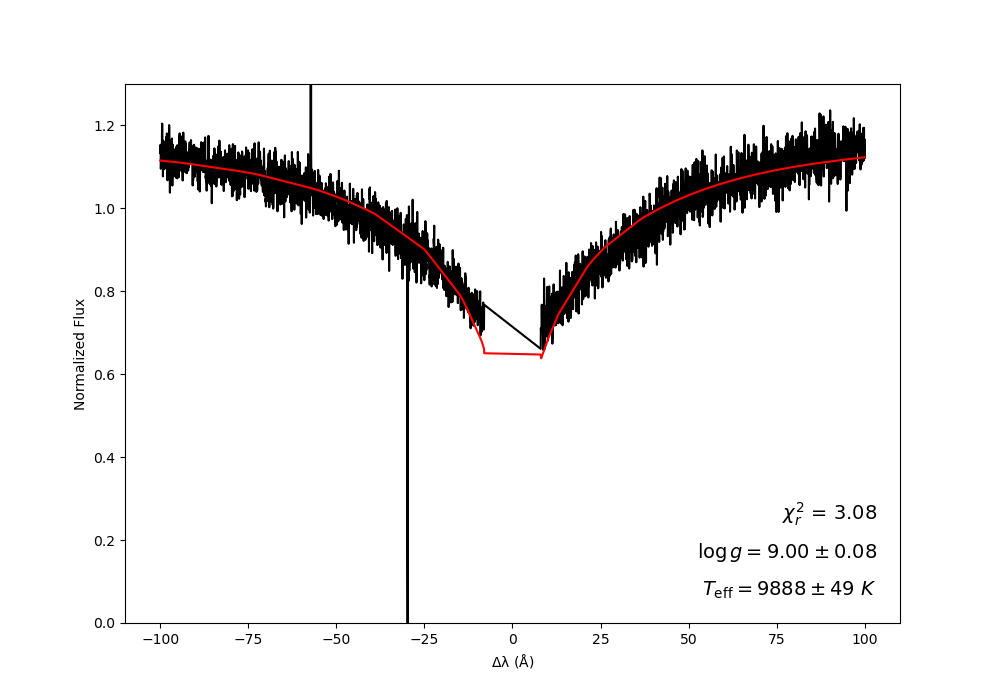 1.2
1.0
0.8
0.6
0.4
0.2
0.0
Normalized Flux
χ²ᵣ = 3.08
log g = 9.00 ± 0.08
T_eff = 9888 ± 49 K
−100 −75 −50 −25 0 25 50 75 100
Δλ (Å)